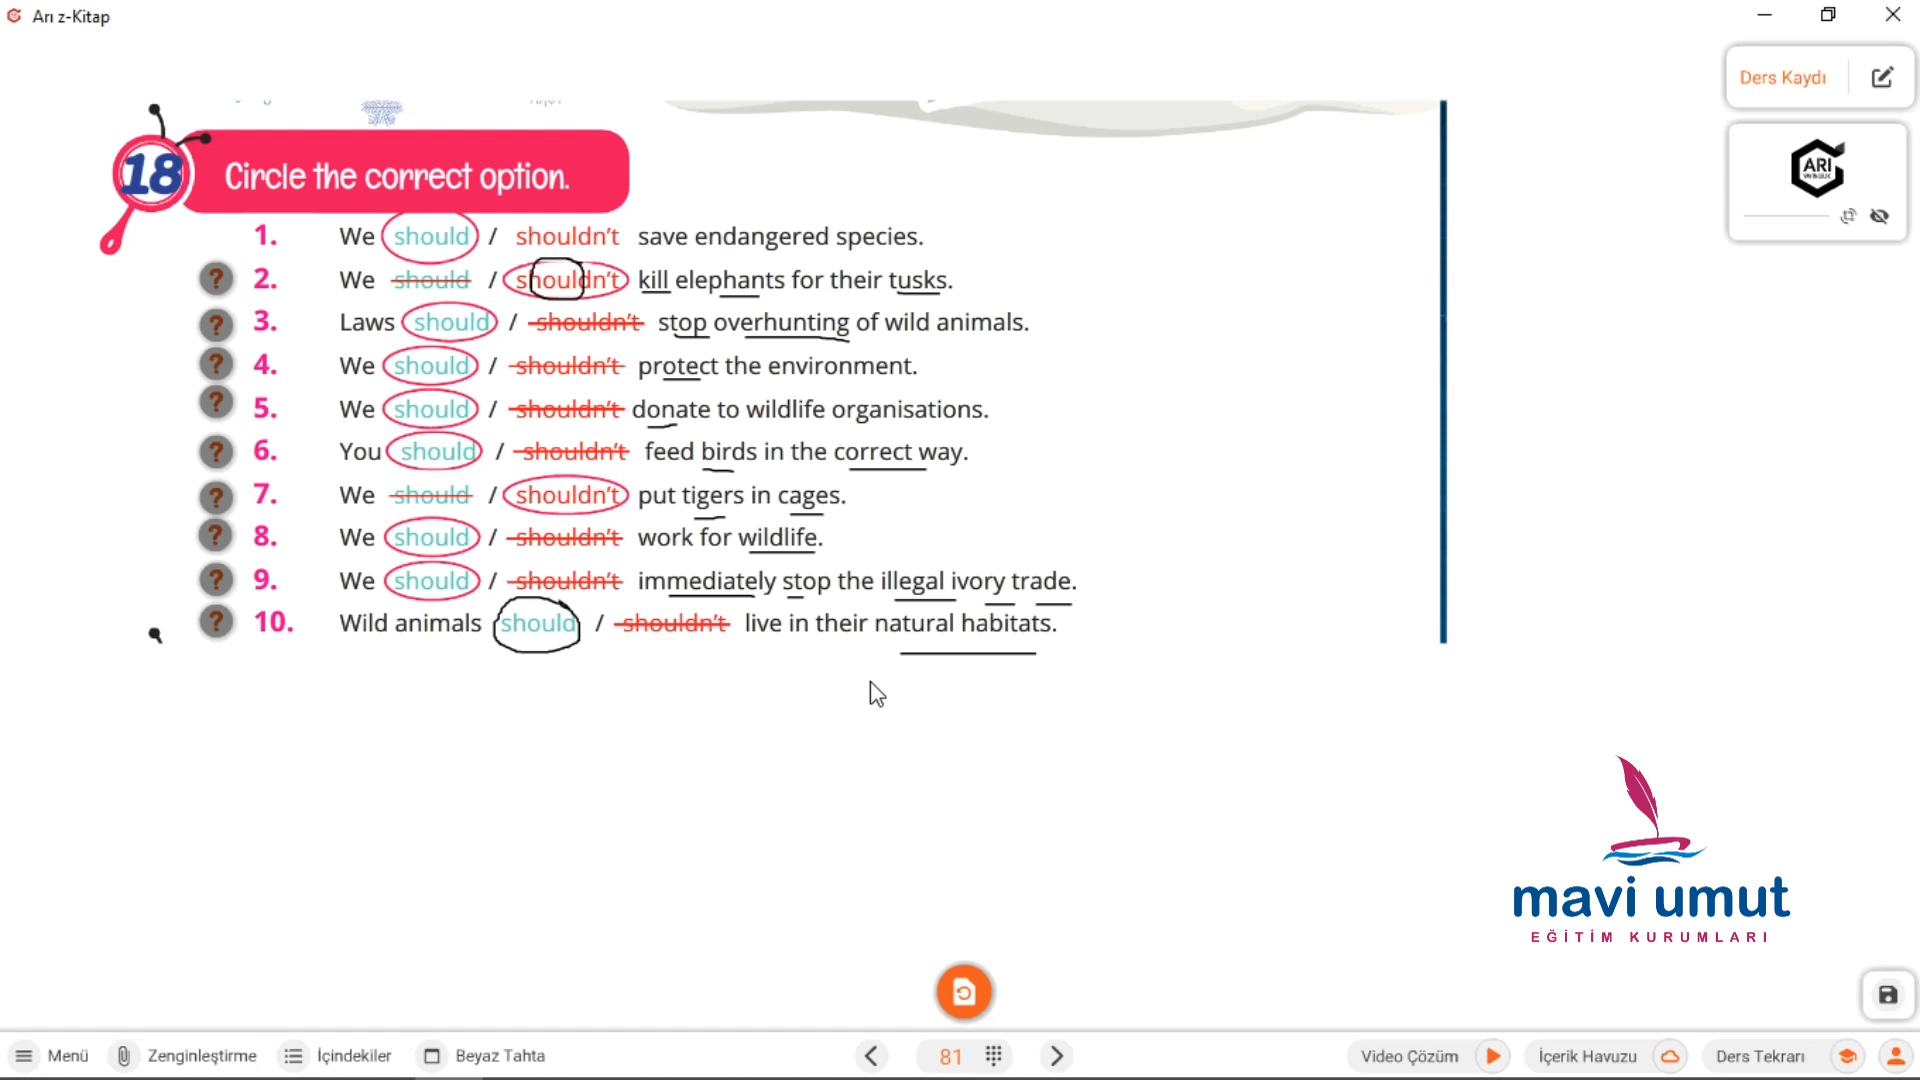 Arı z-Kitap
Ders Kaydı
ARI
18 Circle the correct option.
1. We should / shouldn't save endangered species.
? 2. We should / shouldn't kill elephants for their tusks.
? 3. Laws should / shouldn't stop overhunting of wild animals.
? 4. We should / shouldn't protect the environment.
? 5. We should / shouldn't donate to wildlife organisations.
? 6. You should / shouldn't feed birds in the correct way.
? 7. We should / shouldn't put tigers in cages.
? 8. We should / shouldn't work for wildlife.
? 9. We should / shouldn't immediately stop the illegal ivory trade.
? 10. Wild animals should / shouldn't live in their natural habitats.
mavi umut
EĞİTİM KURUMLARI
Menü Zenginleştirme İçindekiler Beyaz Tahta 81 Video Çözüm İçerik Havuzu Ders Tekrarı